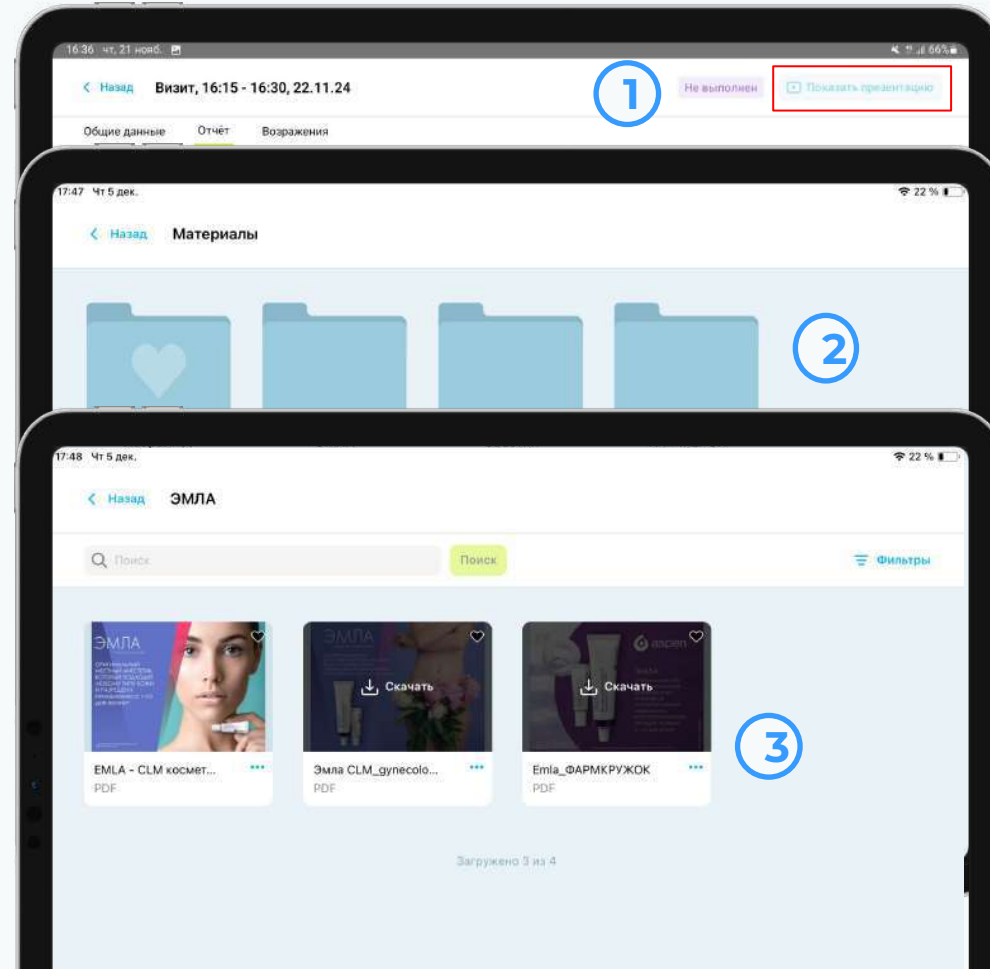 16:36 чт, 21 нояб.
66%
Назад Визит, 16:15 - 16:30, 22.11.24
1
Не выполнен
Показать презентацию
Общие данные Отчёт Возражения
17:47 Чт 5 дек.
22 %
Назад Материалы
2
17:48 Чт 5 дек.
22 %
Назад ЭМЛА
Поиск
Поиск
Фильтры
ЭМЛА
ЭМЛА
Скачать
ascen
Скачать
3
EMLA - CLM космет...
PDF
Эмла CLM_gynecolo...
PDF
Emla_ФАРМКРУЖОК
PDF
Загружено 3 из 4